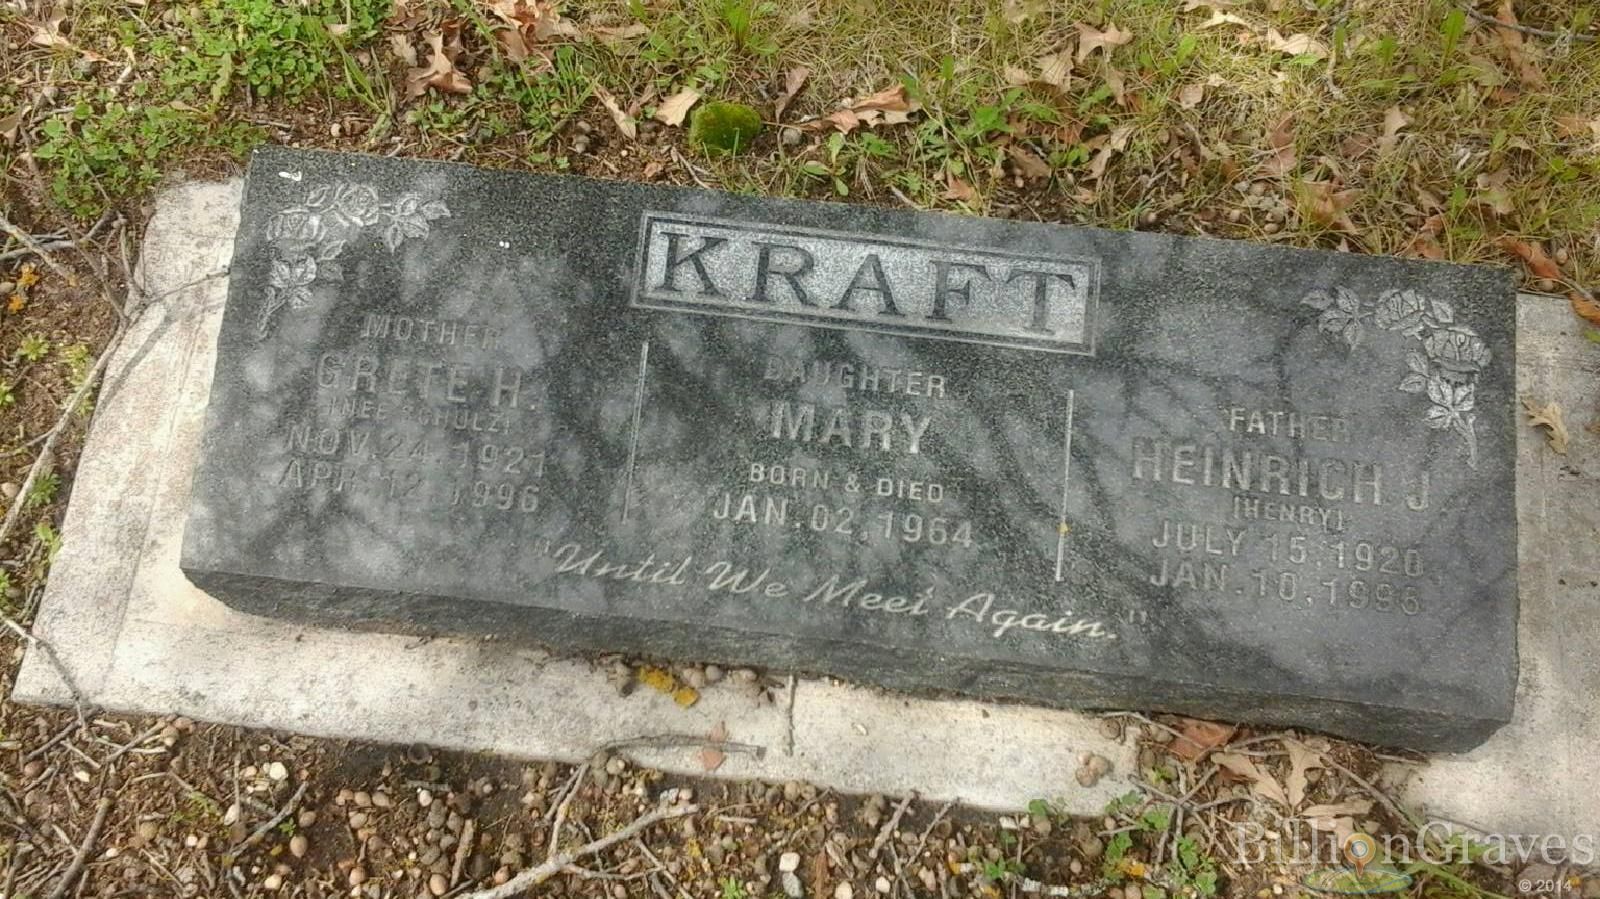 KRAFT
MOTHER
GRETE H.
(NEE SCHULZ)
NOV. 24, 1921
APR. 12, 1996
DAUGHTER
MARY
BORN & DIED
JAN. 02, 1964
FATHER
HEINRICH J.
(HENRY)
JULY 15, 1920
JAN. 10, 1996
"Until We Meet Again."
BillionGraves
© 2014